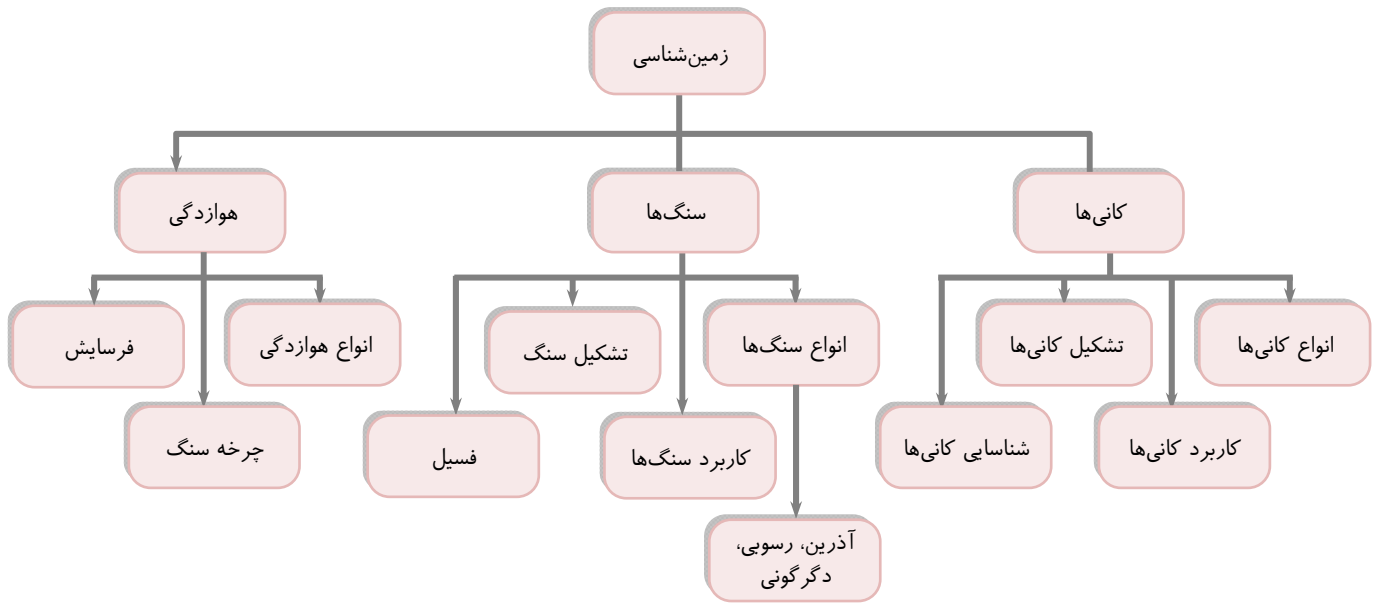 زمین‌شناسی
کانی‌ها
سنگ‌ها
هوازدگی
انواع کانی‌ها
تشکیل کانی‌ها
کاربرد کانی‌ها
شناسایی کانی‌ها
انواع سنگ‌ها
تشکیل سنگ
کاربرد سنگ‌ها
فسیل
آذرین، رسوبی،
دگرگونی
انواع هوازدگی
فرسایش
چرخه سنگ